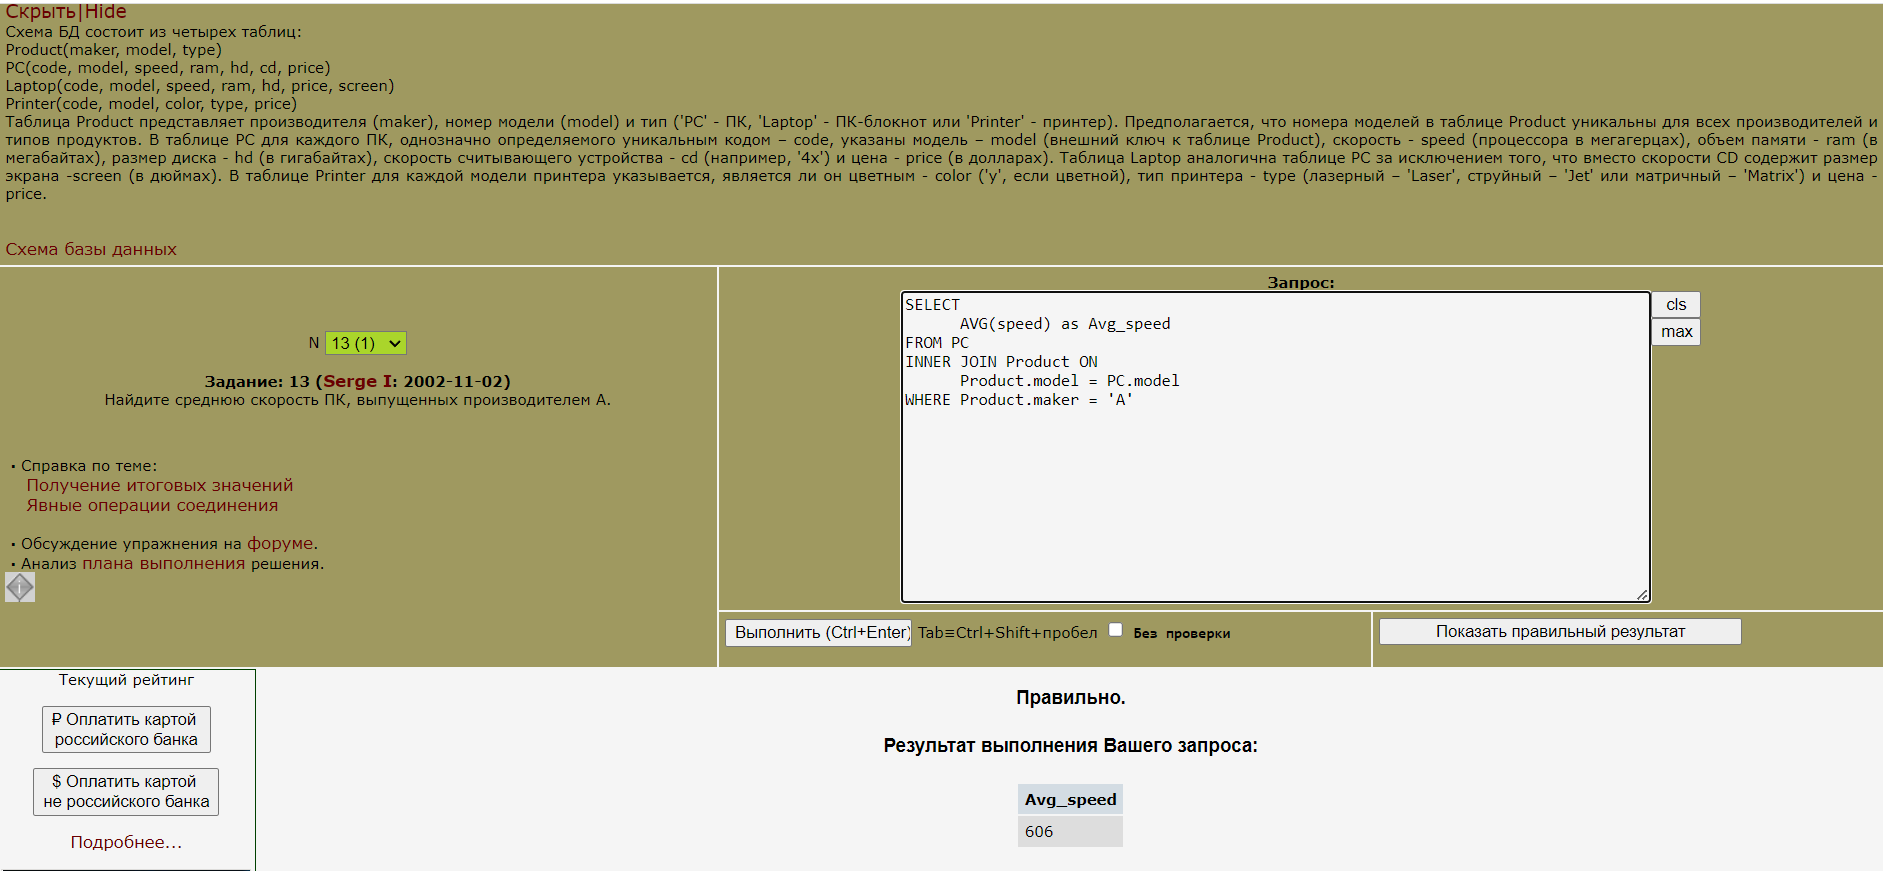 Скрыть|Hide
Схема БД состоит из четырех таблиц:
Product(maker, model, type)
PC(code, model, speed, ram, hd, cd, price)
Laptop(code, model, speed, ram, hd, price, screen)
Printer(code, model, color, type, price)
Таблица Product представляет производителя (maker), номер модели (model) и тип ('PC' - ПК, 'Laptop' - ПК-блокнот или 'Printer' - принтер). Предполагается, что номера моделей в таблице Product уникальны для всех производителей и
типов продуктов. В таблице PC для каждого ПК, однозначно определяемого уникальным кодом – code, указаны модель – model (внешний ключ к таблице Product), скорость - speed (процессора в мегагерцах), объем памяти - ram (в
мегабайтах), размер диска - hd (в гигабайтах), скорость считывающего устройства - cd (например, '4x') и цена - price (в долларах). Таблица Laptop аналогична таблице РС за исключением того, что вместо скорости CD содержит размер
экрана -screen (в дюймах). В таблице Printer для каждой модели принтера указывается, является ли он цветным - color ('y', если цветной), тип принтера - type (лазерный – 'Laser', струйный – 'Jet' или матричный – 'Matrix') и цена -
price.
Схема базы данных
N 13 (1)
Задание: 13 (Serge I: 2002-11-02)
Найдите среднюю скорость ПК, выпущенных производителем A.
• Справка по теме:
Получение итоговых значений
Явные операции соединения
• Обсуждение упражнения на форуме.
• Анализ плана выполнения решения.
i
Запрос:
SELECT
AVG(speed) as Avg_speed
FROM PC
INNER JOIN Product ON
Product.model = PC.model
WHERE Product.maker = 'A'
cls
max
Выполнить (Ctrl+Enter) Tab≡Ctrl+Shift+пробел Без проверки
Показать правильный результат
Текущий рейтинг
₽ Оплатить картой
российского банка
$ Оплатить картой
не российского банка
Подробнее...
Правильно.
Результат выполнения Вашего запроса:
Avg_speed
606